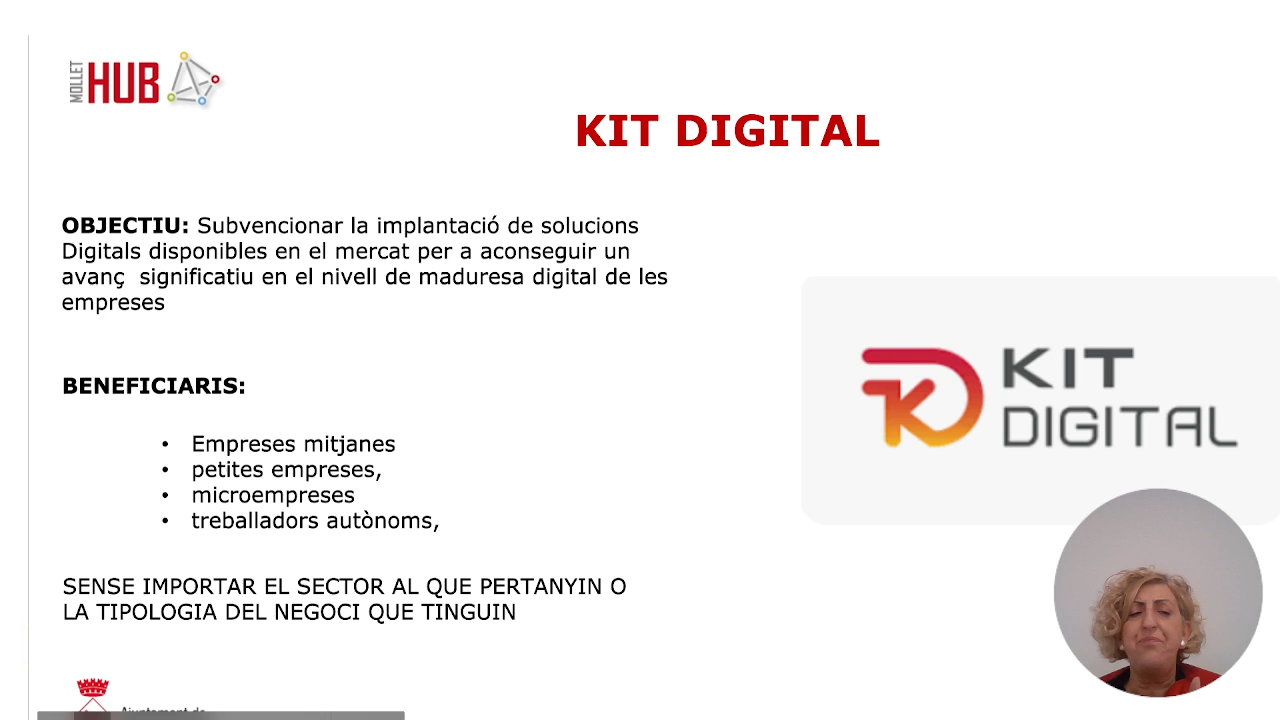 MOLLET
HUB
KIT DIGITAL
OBJECTIU: Subvencionar la implantació de solucions
Digitals disponibles en el mercat per a aconseguir un
avanç  significatiu en el nivell de maduresa digital de les
empreses
KIT
DIGITAL
BENEFICIARIS:
• Empreses mitjanes
• petites empreses,
• microempreses
• treballadors autònoms,
SENSE IMPORTAR EL SECTOR AL QUE PERTANYIN O
LA TIPOLOGIA DEL NEGOCI QUE TINGUIN
Ajuntament de